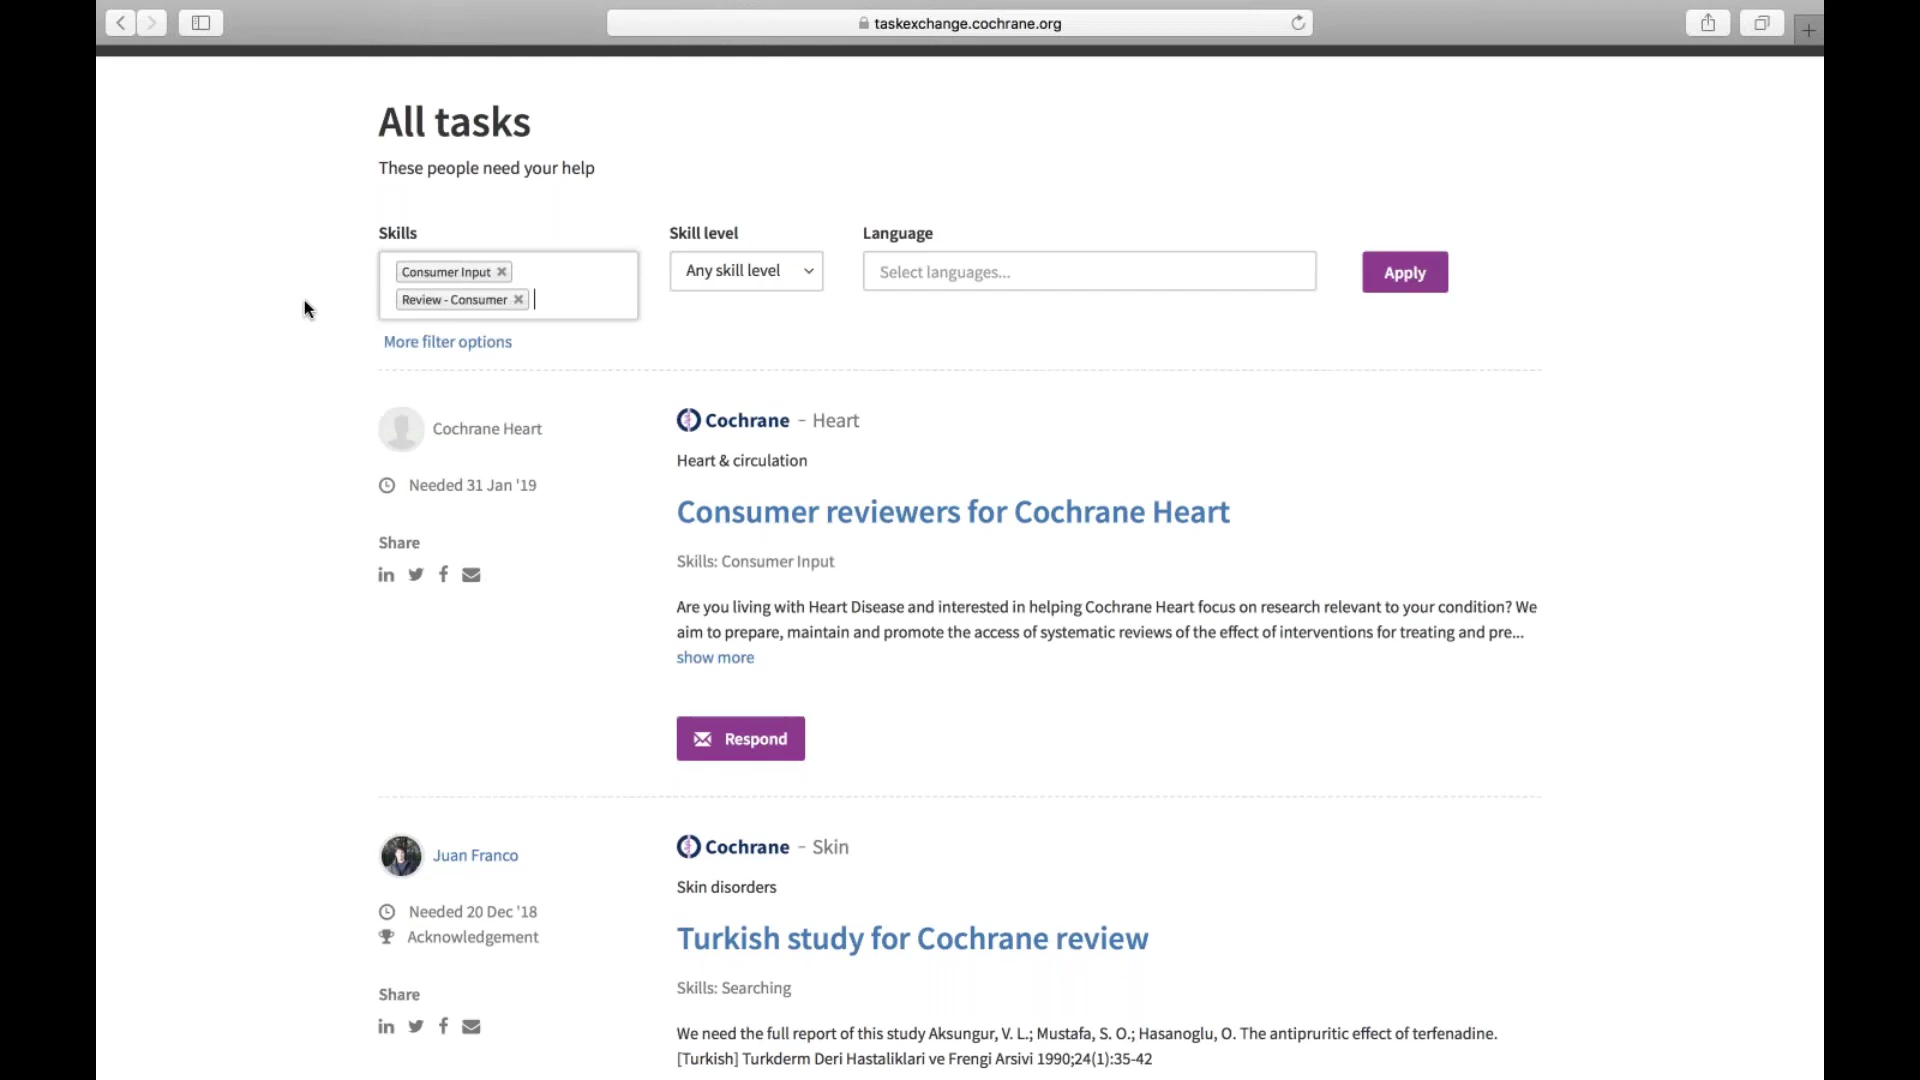 taskexchange.cochrane.org
All tasks
These people need your help
Skills
Skill level
Language
Consumer Input
Review - Consumer
Any skill level
Select languages...
Apply
More filter options
Cochrane Heart
Needed 31 Jan '19
Share
Cochrane - Heart
Heart & circulation
Consumer reviewers for Cochrane Heart
Skills: Consumer Input
Are you living with Heart Disease and interested in helping Cochrane Heart focus on research relevant to your condition? We
aim to prepare, maintain and promote the access of systematic reviews of the effect of interventions for treating and pre...
show more
Respond
Juan Franco
Needed 20 Dec '18
Acknowledgement
Share
Cochrane - Skin
Skin disorders
Turkish study for Cochrane review
Skills: Searching
We need the full report of this study Aksungur, V. L.; Mustafa, S. O.; Hasanoglu, O. The antipruritic effect of terfenadine.
[Turkish] Turkderm Deri Hastaliklari ve Frengi Arsivi 1990;24(1):35-42